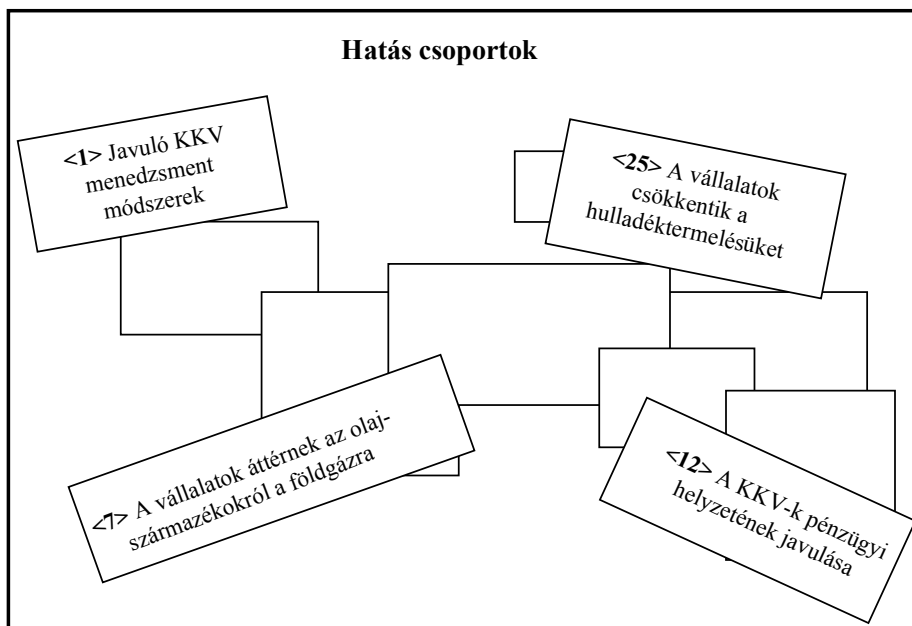 Hatás csoportok
<1> Javuló KKV
menedzsment
módszerek
<25> A vállalatok
csökkentik a
hulladéktermelésüket
<7> A vállalatok áttérnek az olaj-
származékokról a földgázra
<12> A KKV-k pénzügyi
helyzetének javulása